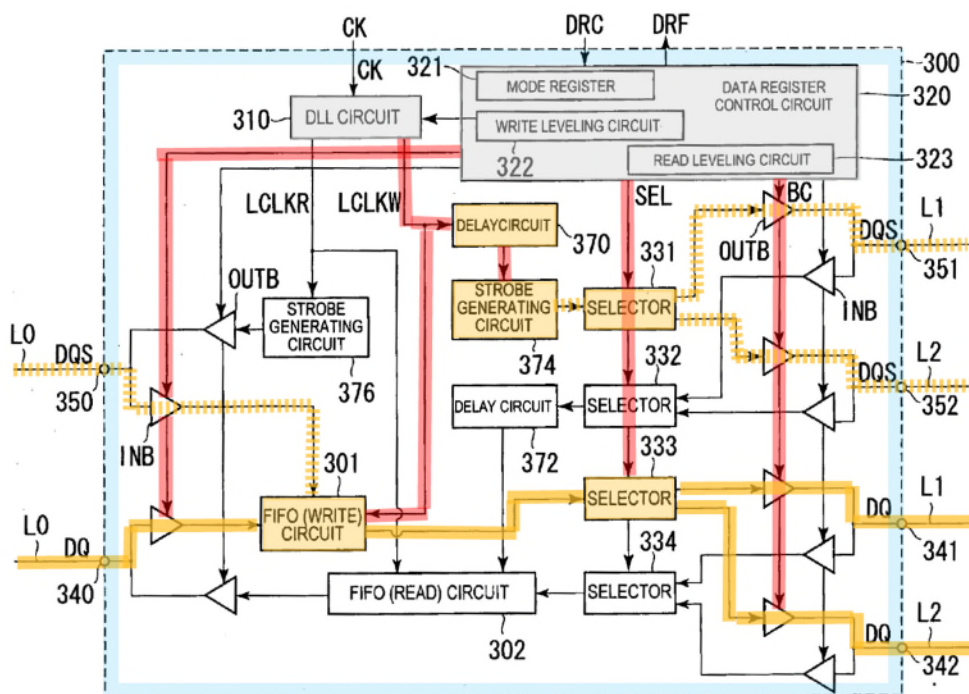 CK
DRC
DRF
CK
321
MODE REGISTER
DATA REGISTER
CONTROL CIRCUIT
300
320
310
DLL CIRCUIT
WRITE LEVELING CIRCUIT
322
READ LEVELING CIRCUIT
323
LCLKR
LCLKW
SEL
BC
DELAYCIRCUIT
370
331
OUTB
DQS
L1
351
OUTB
STROBE
GENERATING
CIRCUIT
STROBE
GENERATING
CIRCUIT
SELECTOR
INB
L0
DQS
374
332
L2
DQS
350
376
DELAY CIRCUIT
SELECTOR
352
INB
372
301
333
L0
FIFO (WRITE)
CIRCUIT
SELECTOR
L1
DQ
DQ
334
341
340
FIFO (READ) CIRCUIT
SELECTOR
L2
302
DQ
342